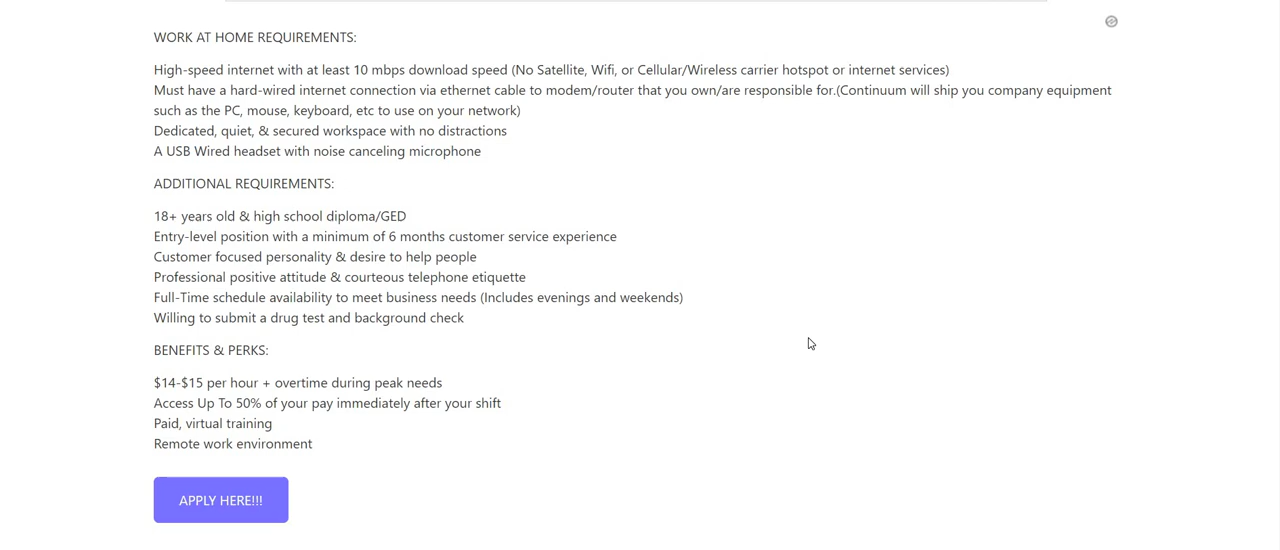 WORK AT HOME REQUIREMENTS:
High-speed internet with at least 10 mbps download speed (No Satellite, Wifi, or Cellular/Wireless carrier hotspot or internet services)
Must have a hard-wired internet connection via ethernet cable to modem/router that you own/are responsible for.(Continuum will ship you company equipment
such as the PC, mouse, keyboard, etc to use on your network)
Dedicated, quiet, & secured workspace with no distractions
A USB Wired headset with noise canceling microphone
ADDITIONAL REQUIREMENTS:
18+ years old & high school diploma/GED
Entry-level position with a minimum of 6 months customer service experience
Customer focused personality & desire to help people
Professional positive attitude & courteous telephone etiquette
Full-Time schedule availability to meet business needs (Includes evenings and weekends)
Willing to submit a drug test and background check
BENEFITS & PERKS:
$14-$15 per hour + overtime during peak needs
Access Up To 50% of your pay immediately after your shift
Paid, virtual training
Remote work environment
APPLY HERE!!!